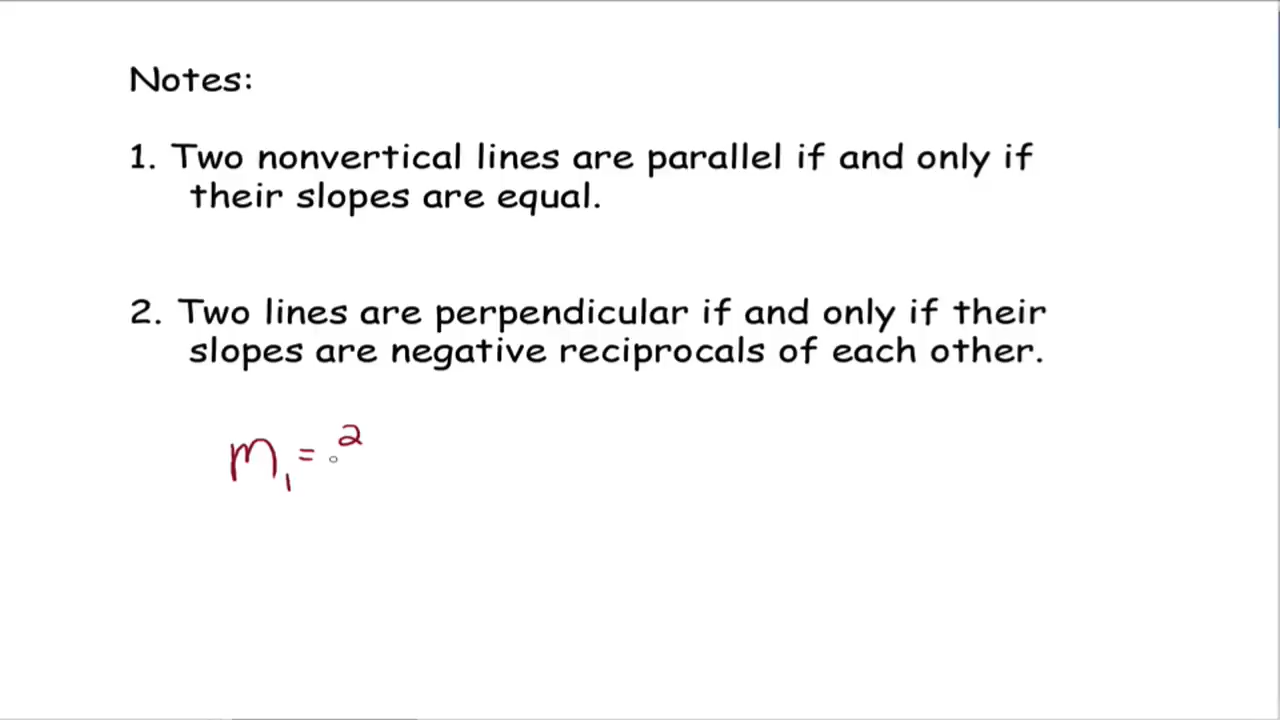 Notes:
1. Two nonvertical lines are parallel if and only if
their slopes are equal.
2. Two lines are perpendicular if and only if their
slopes are negative reciprocals of each other.
m₁ = 2